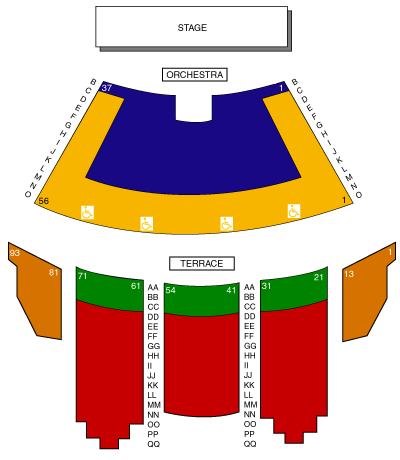 STAGE
ORCHESTRA
B 37 1 B
C C
D D
E E
F F
G G
H H
I I
J J
K K
L L
M M
N N
O 56 1 O
TERRACE
93 81 71 61 54 41 31 21 13 1
AA AA
BB BB
CC CC
DD DD
EE EE
FF FF
GG GG
HH HH
II II
JJ JJ
KK KK
LL LL
MM MM
NN NN
OO OO
PP PP
QQ QQ